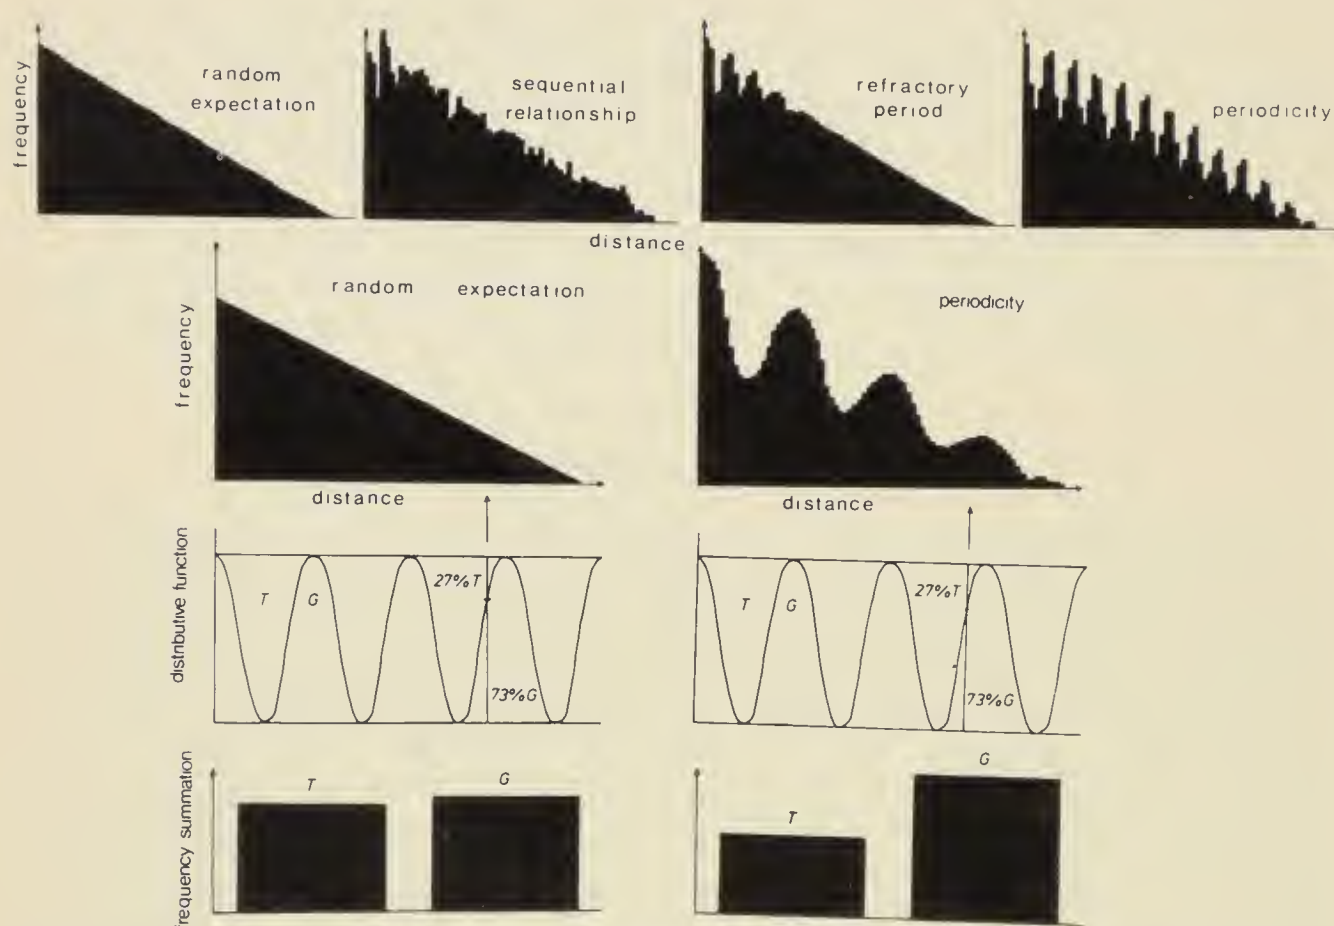 frequency
random
expectation
sequential
relationship
refractory
period
periodicity
distance
frequency
random expectation
periodicity
distance
distance
distributive function
T
G
27%T
73%G
T
G
27%T
73%G
frequency summation
T
G
T
G